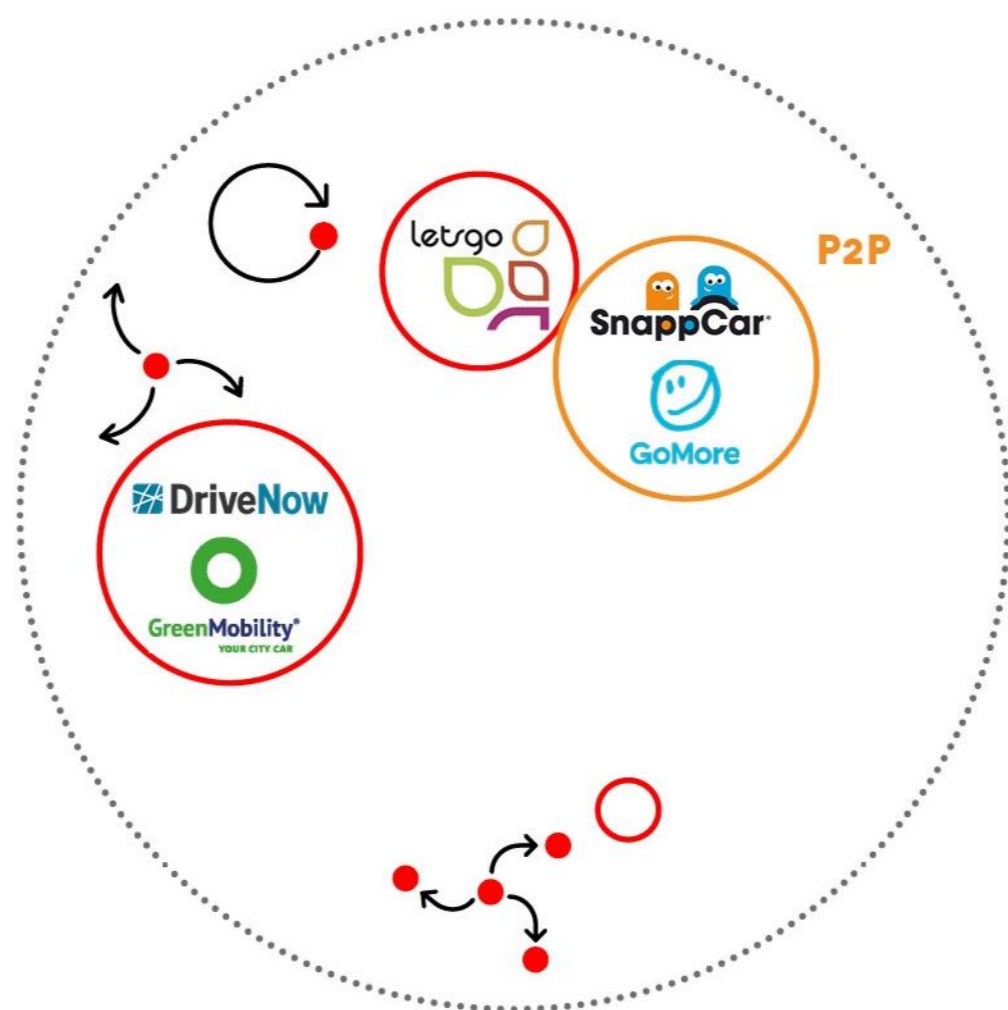 letsgo
P2P
SnappCar
GoMore
DriveNow
GreenMobility®
YOUR CITY CAR